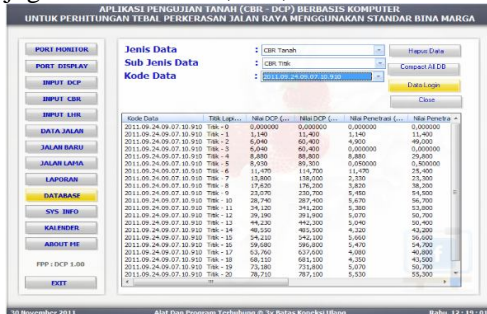 APLIKASI PENGUJIAN TANAH (CBR - DCP) BERBASIS KOMPUTER
UNTUK PERHITUNGAN TEBAL PERKERASAN JALAN RAYA MENGGUNAKAN STANDAR BINA MARGA
PORT MONITOR
PORT DISPLAY
INPUT DCP
INPUT CBR
INPUT LHR
DATA JALAN
JALAN BARU
JALAN LAMA
LAPORAN
DATABASE
SYS INFO
KALENDER
ABOUT ME
FPP : DCP 1.00
EXIT
Jenis Data : CBR Tanah
Sub Jenis Data : CBR Titik
Kode Data : 2011.09.24.09.07.10.910
Hapus Data
Compact All DB
Data Login
Close
Kode Data Titik Lapi... Nilai DCP (... Nilai DCP (... Nilai Penetrasi (... Nilai Penetra
2011.09.24.09.07.10.910 Titik - 0 0,000000 0,000000 0,000000 0,000000
2011.09.24.09.07.10.910 Titik - 1 1,140 11,400 1,140 11,400
2011.09.24.09.07.10.910 Titik - 2 6,040 60,400 4,900 49,000
2011.09.24.09.07.10.910 Titik - 3 6,040 60,400 0,000000 0,000000
2011.09.24.09.07.10.910 Titik - 4 8,880 88,800 8,880 29,800
2011.09.24.09.07.10.910 Titik - 5 8,930 89,300 0,050000 0,500000
2011.09.24.09.07.10.910 Titik - 6 11,470 114,700 11,470 25,400
2011.09.24.09.07.10.910 Titik - 7 13,800 138,000 2,330 23,300
2011.09.24.09.07.10.910 Titik - 8 17,620 176,200 3,820 38,200
2011.09.24.09.07.10.910 Titik - 9 23,070 230,700 5,450 54,500
2011.09.24.09.07.10.910 Titik - 10 28,740 287,400 5,670 56,700
2011.09.24.09.07.10.910 Titik - 11 34,120 341,200 5,380 53,800
2011.09.24.09.07.10.910 Titik - 12 39,190 391,900 5,070 50,700
2011.09.24.09.07.10.910 Titik - 13 44,230 442,300 5,040 50,400
2011.09.24.09.07.10.910 Titik - 14 48,550 485,500 4,320 43,200
2011.09.24.09.07.10.910 Titik - 15 54,210 542,100 5,660 56,600
2011.09.24.09.07.10.910 Titik - 16 59,680 596,800 5,470 54,700
2011.09.24.09.07.10.910 Titik - 17 63,760 637,600 4,080 40,800
2011.09.24.09.07.10.910 Titik - 18 68,110 681,100 4,350 43,500
2011.09.24.09.07.10.910 Titik - 19 73,180 731,800 5,070 50,700
2011.09.24.09.07.10.910 Titik - 20 78,710 787,100 5,530 55,300
30 November 2011 Alat Dan Program Terhubung @ 3x Batas Koneksi Ulang Rabu, 12 : 19 : 01